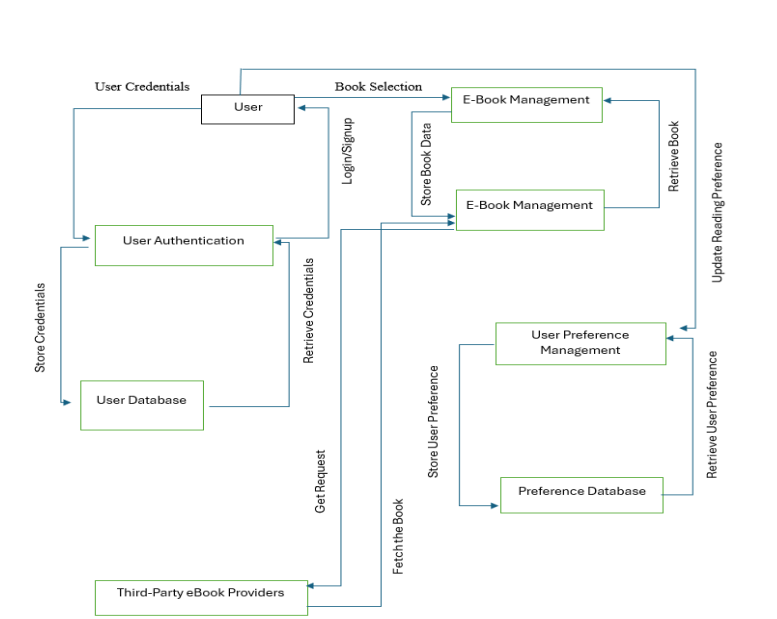 User Credentials
Book Selection
User
E-Book Management
Store Book Data
Login/Signup
Retrieve Book
Update Reading Preference
E-Book Management
User Authentication
Store Credentials
Retrieve Credentials
User Preference
Management
User Database
Store User Preference
Retrieve User Preference
Get Request
Preference Database
Fetch the Book
Third-Party eBook Providers